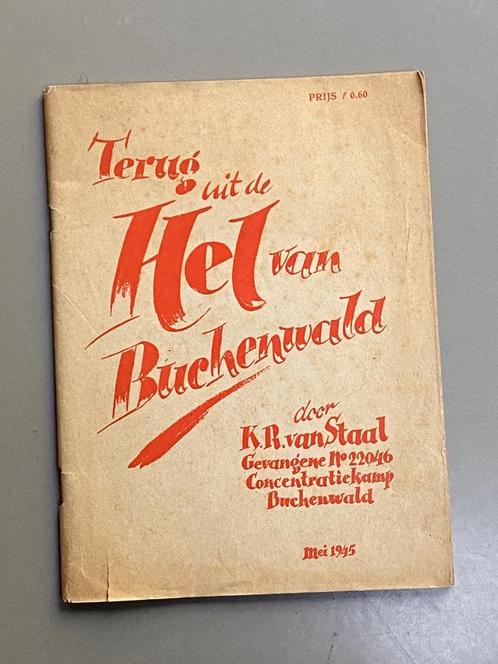 PRIJS f 0.60
Terug
uit de
Hel van
Buchenwald
door
K.R. van Staal
Gevangene No 22046
Concentratiekamp
Buchenwald
Mei 1945